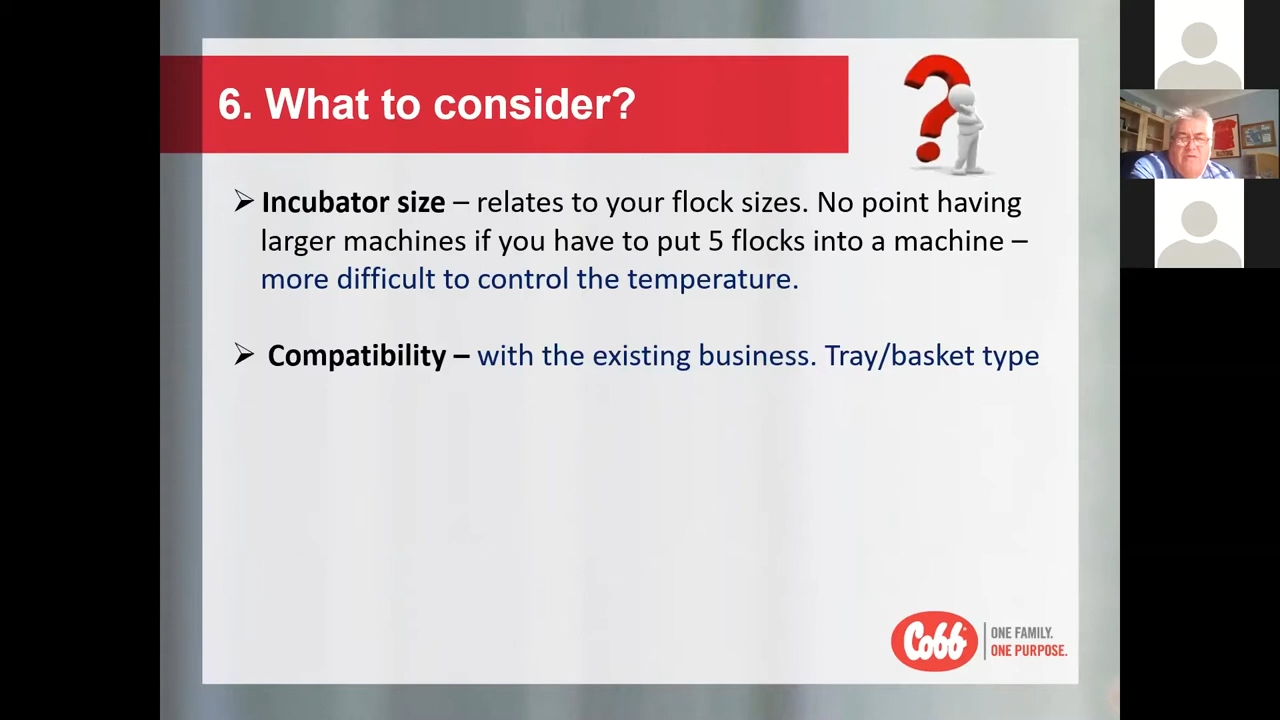 6. What to consider?
Incubator size – relates to your flock sizes. No point having
larger machines if you have to put 5 flocks into a machine –
more difficult to control the temperature.
Compatibility – with the existing business. Tray/basket type
Cobb
ONE FAMILY.
ONE PURPOSE.